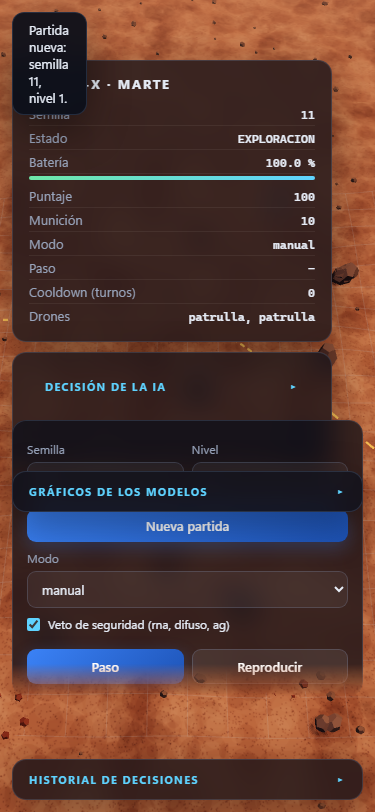 Partida
nueva:
semilla
11,
nivel 1.
-X · MARTE
Semilla 11
Estado EXPLORACION
Batería 100.0 %
Puntaje 100
Munición 10
Modo manual
Paso –
Cooldown (turnos) 0
Drones patrulla, patrulla
DECISIÓN DE LA IA ▸
Semilla Nivel
GRÁFICOS DE LOS MODELOS ▸
Nueva partida
Modo
manual
Veto de seguridad (rna, difuso, ag)
Paso Reproducir
HISTORIAL DE DECISIONES ▸